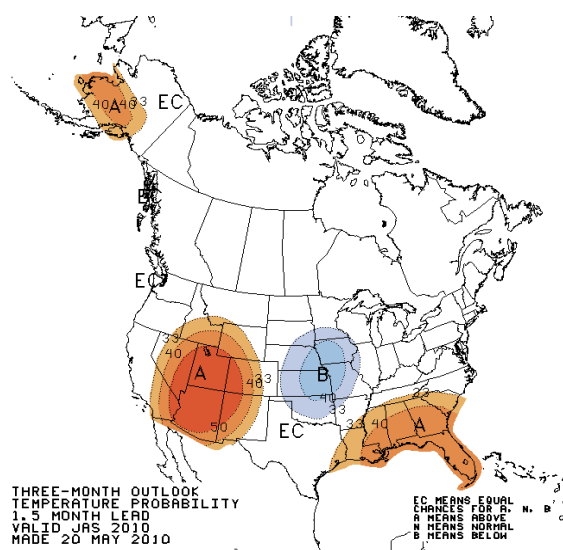 EC
A
40
40
33
B
EC
33
40
A
40
33
50
B
40
33
EC
33
33
40
A
THREE-MONTH OUTLOOK
TEMPERATURE PROBABILITY
1.5 MONTH LEAD
VALID JAS 2010
MADE 20 MAY 2010
EC MEANS EQUAL
CHANCES FOR A, N, B
A MEANS ABOVE
N MEANS NORMAL
B MEANS BELOW